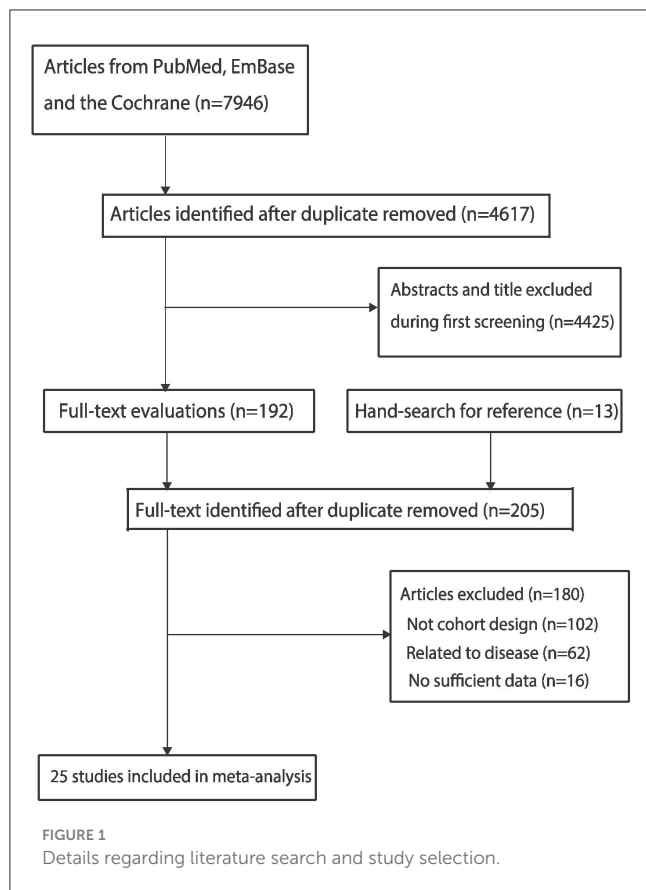 Articles from PubMed, EmBase
and the Cochrane (n=7946)
Articles identified after duplicate removed (n=4617)
Abstracts and title excluded
during first screening (n=4425)
Full-text evaluations (n=192)
Hand-search for reference (n=13)
Full-text identified after duplicate removed (n=205)
Articles excluded (n=180)
Not cohort design (n=102)
Related to disease (n=62)
No sufficient data (n=16)
25 studies included in meta-analysis
FIGURE 1
Details regarding literature search and study selection.